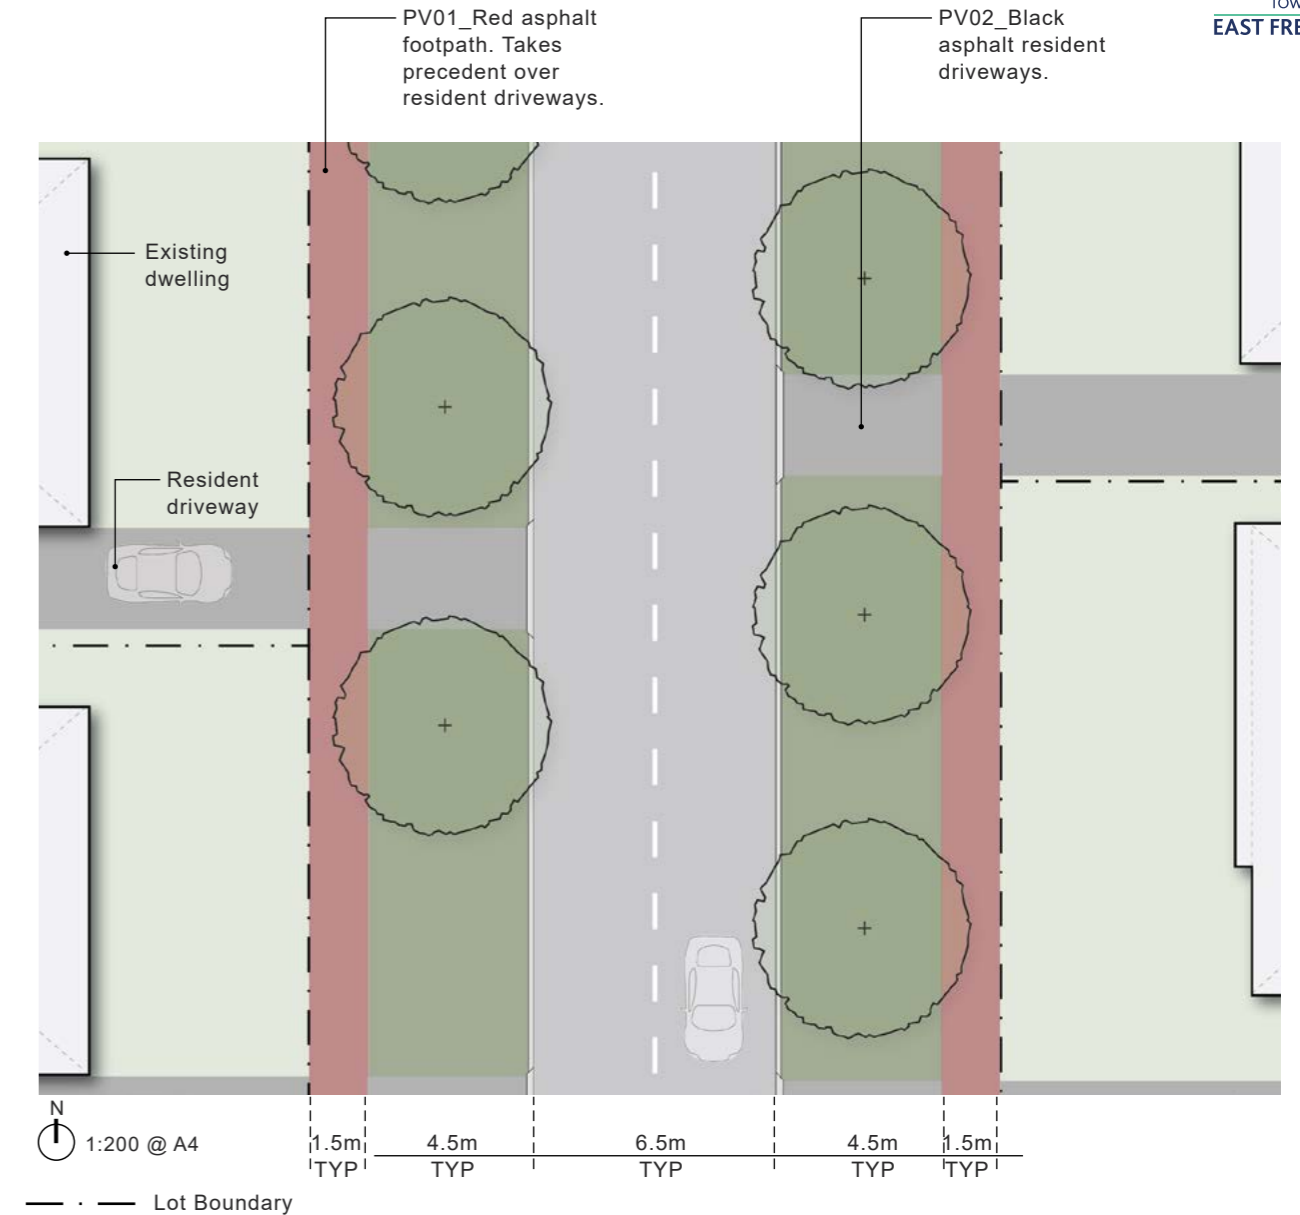 PV01_Red asphalt
footpath. Takes
precedent over
resident driveways.
PV02_Black
asphalt resident
driveways.
EAST FRE
Existing
dwelling
Resident
driveway
N
1:200 @ A4
1.5m
TYP
4.5m
TYP
6.5m
TYP
4.5m
TYP
1.5m
TYP
Lot Boundary